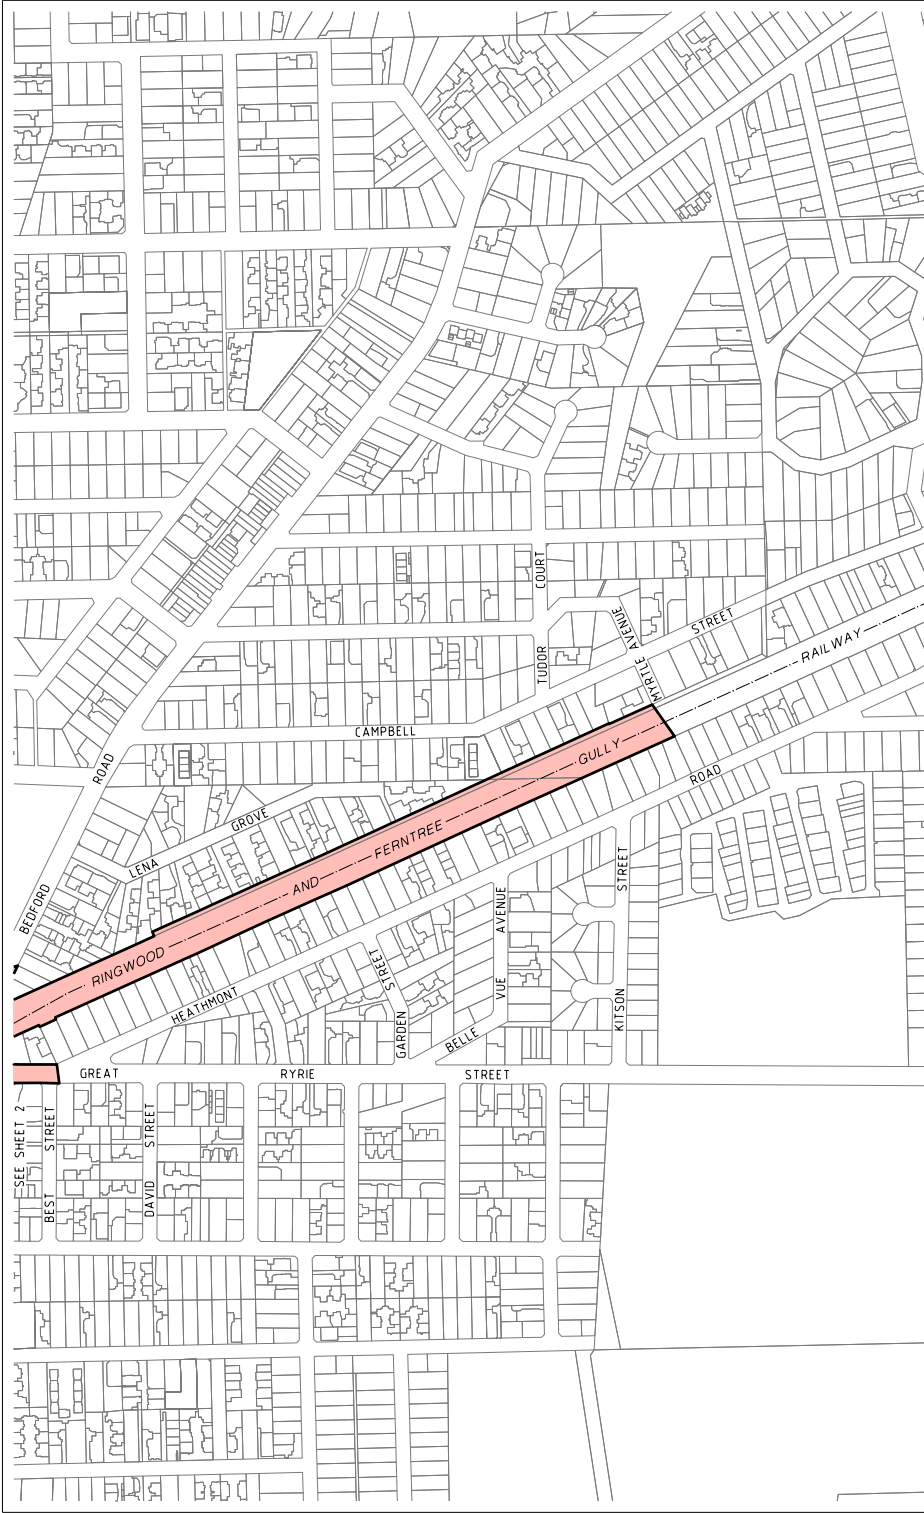 COURT
TUDOR
MYRTLE AVENUE
STREET
RAILWAY
CAMPBELL
ROAD
BEDFORD
LENA GROVE
RINGWOOD AND FERNTREE GULLY
ROAD
HEATHMONT
STREET
GARDEN
AVENUE
VUE
BELLE
STREET
KITSON
GREAT RYRIE STREET
SEE SHEET 2
STREET
BEST
STREET
DAVID